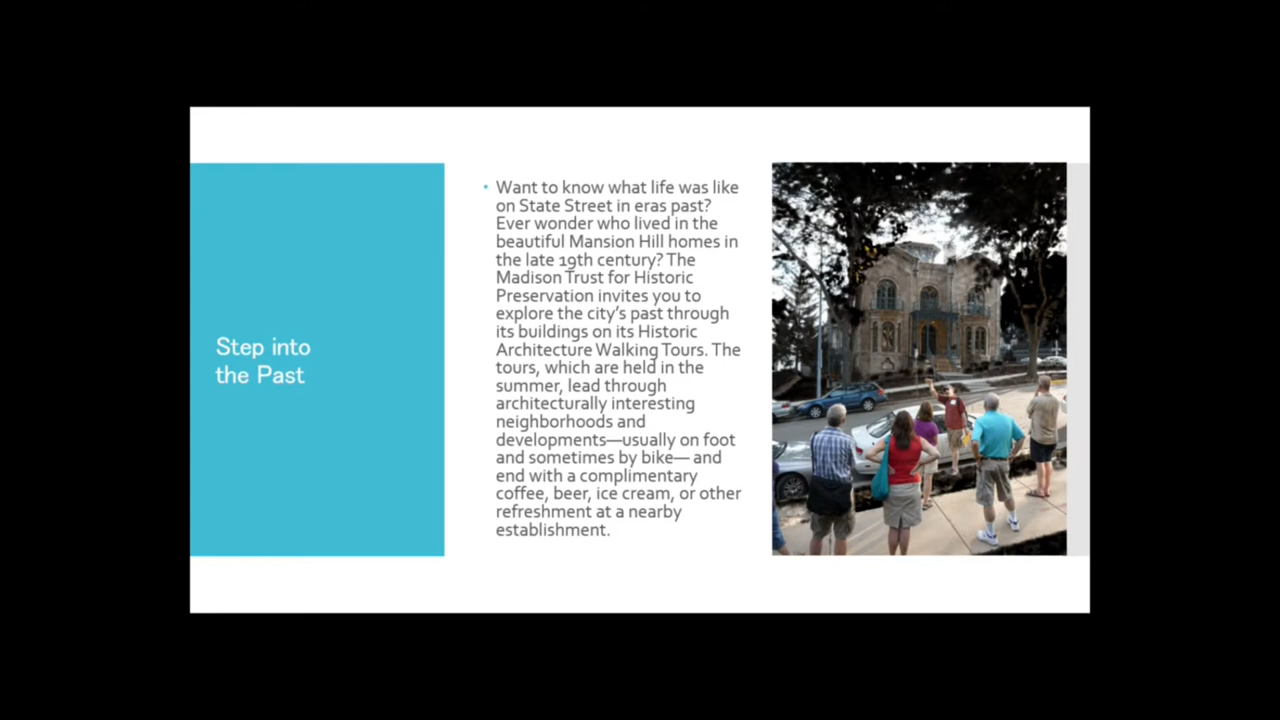 Step into
the Past
• Want to know what life was like
on State Street in eras past?
Ever wonder who lived in the
beautiful Mansion Hill homes in
the late 19th century? The
Madison Trust for Historic
Preservation invites you to
explore the city’s past through
its buildings on its Historic
Architecture Walking Tours. The
tours, which are held in the
summer, lead through
architecturally interesting
neighborhoods and
developments—usually on foot
and sometimes by bike— and
end with a complimentary
coffee, beer, ice cream, or other
refreshment at a nearby
establishment.